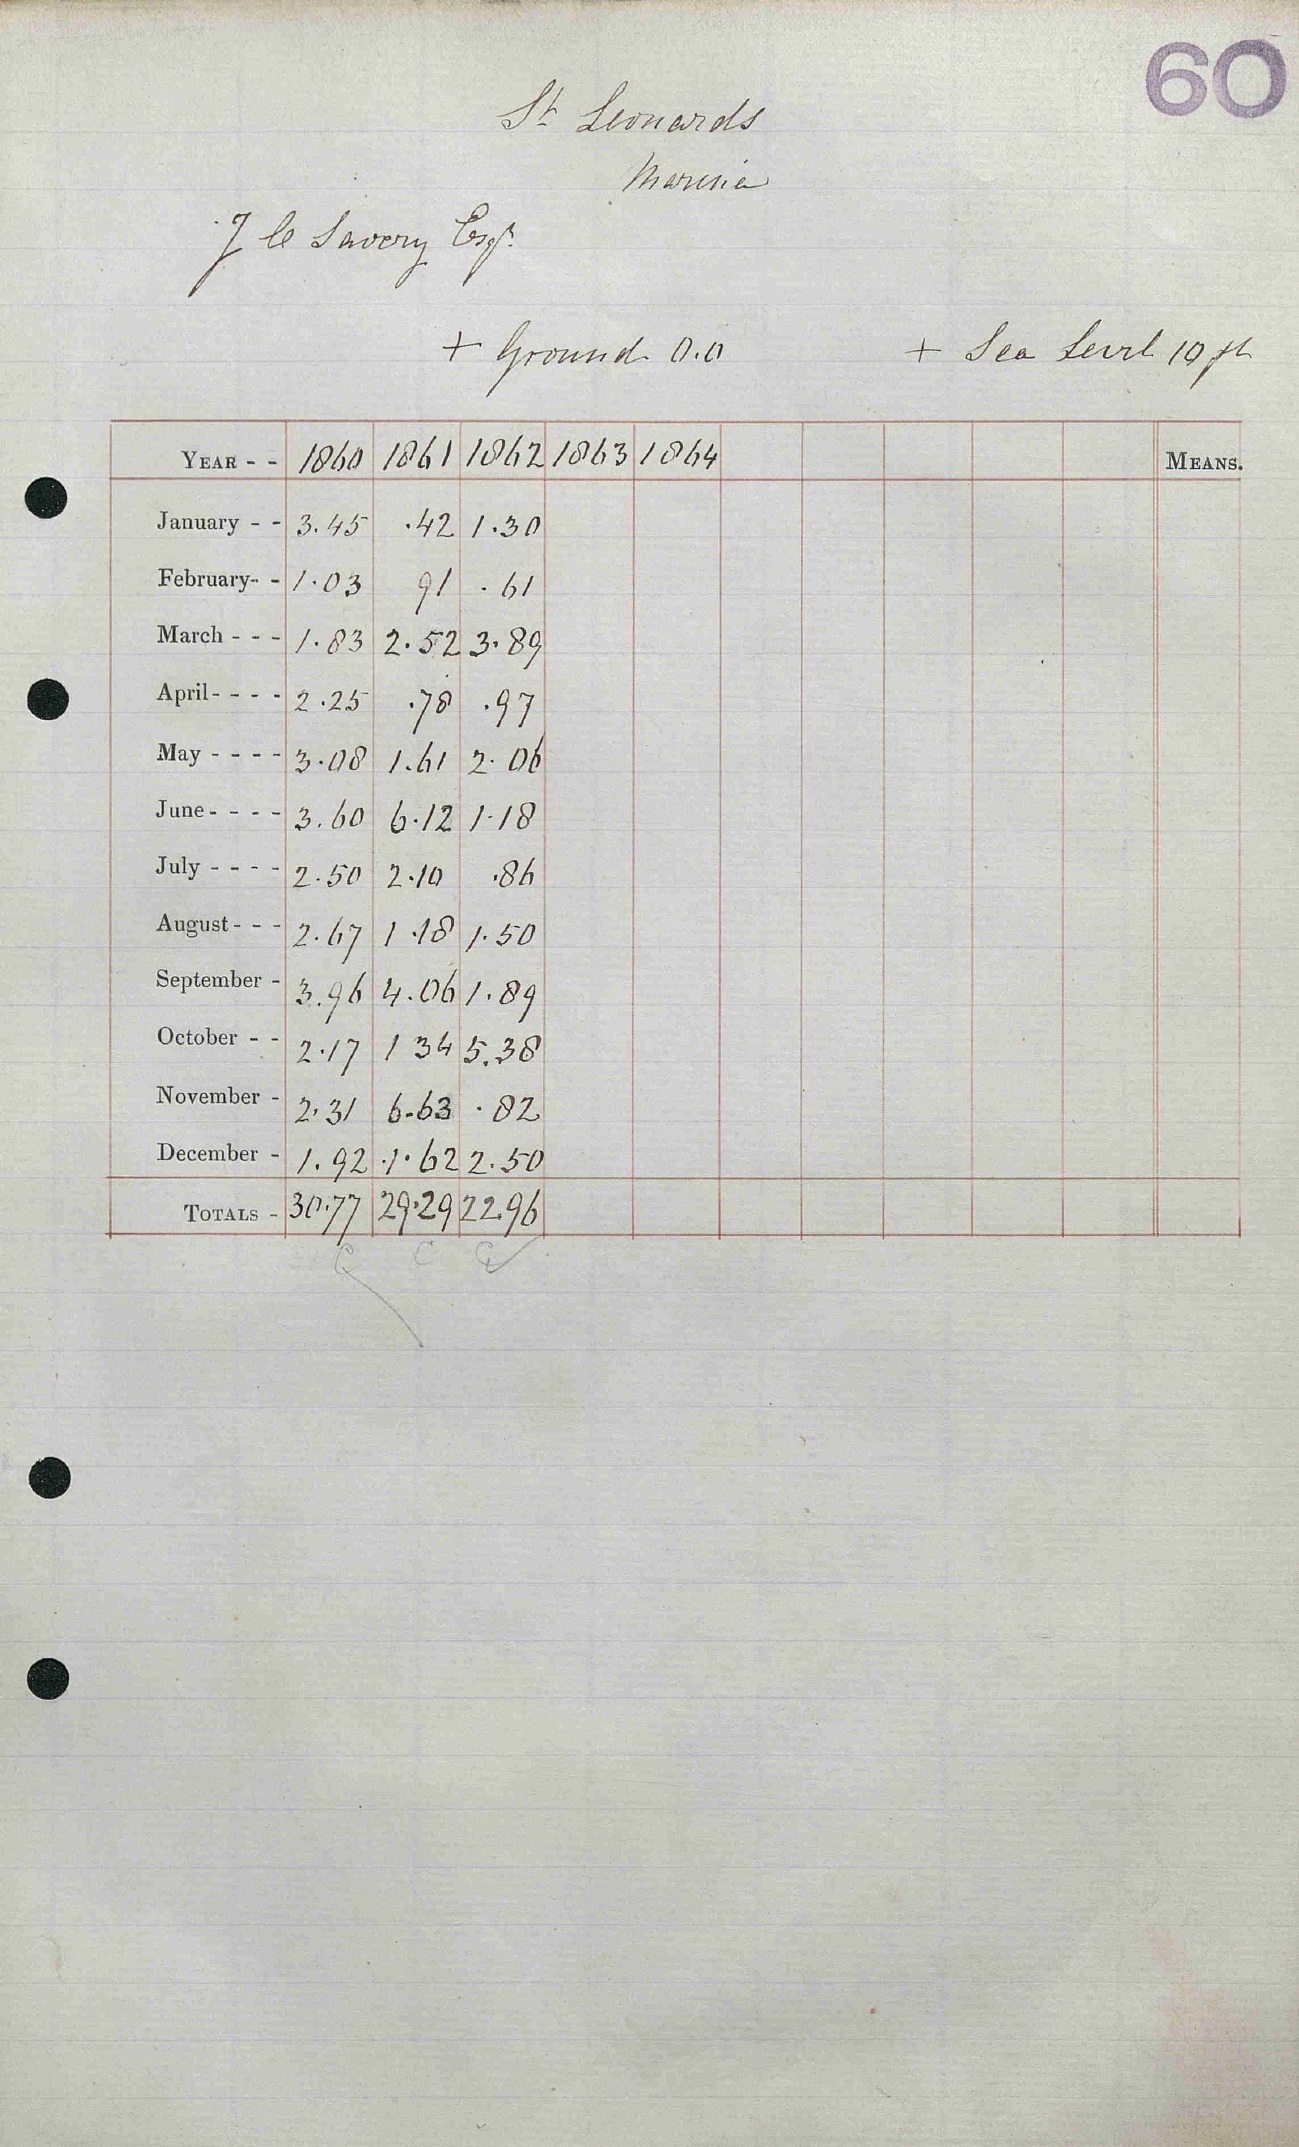 60
St Leonards
Marina
J C Savery Esqr.
+ Ground 0.0 + Sea Level 10 ft
YEAR - - 1860 1861 1862 1863 1864 MEANS.
January - - 3.45 .42 1.30
February - - 1.03 91 .61
March - - - 1.83 2.52 3.89
April - - - - 2.25 .78 .97
May - - - - 3.08 1.61 2.06
June - - - - 3.60 6.12 1.18
July - - - - 2.50 2.10 .86
August - - - 2.67 1.18 1.50
September - 3.96 4.06 1.89
October - - 2.17 1 34 5.38
November - 2.31 6.63 .82
December - 1.92 1.62 2.50
TOTALS - 30.77 29.29 22.96
C C C